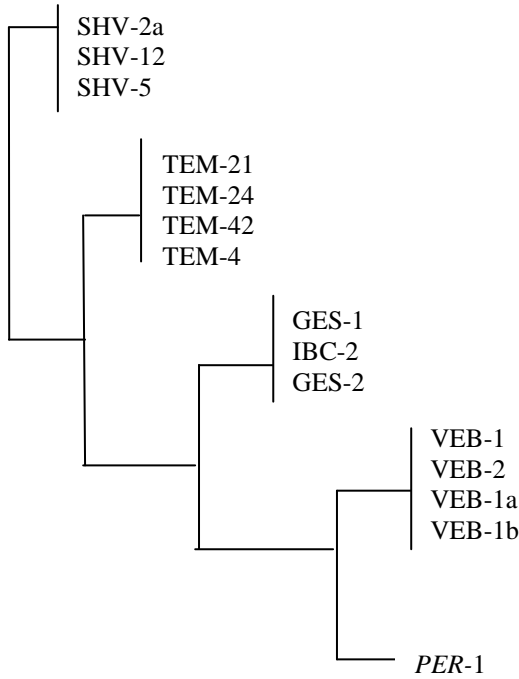 SHV-2a
SHV-12
SHV-5
TEM-21
TEM-24
TEM-42
TEM-4
GES-1
IBC-2
GES-2
VEB-1
VEB-2
VEB-1a
VEB-1b
PER-1